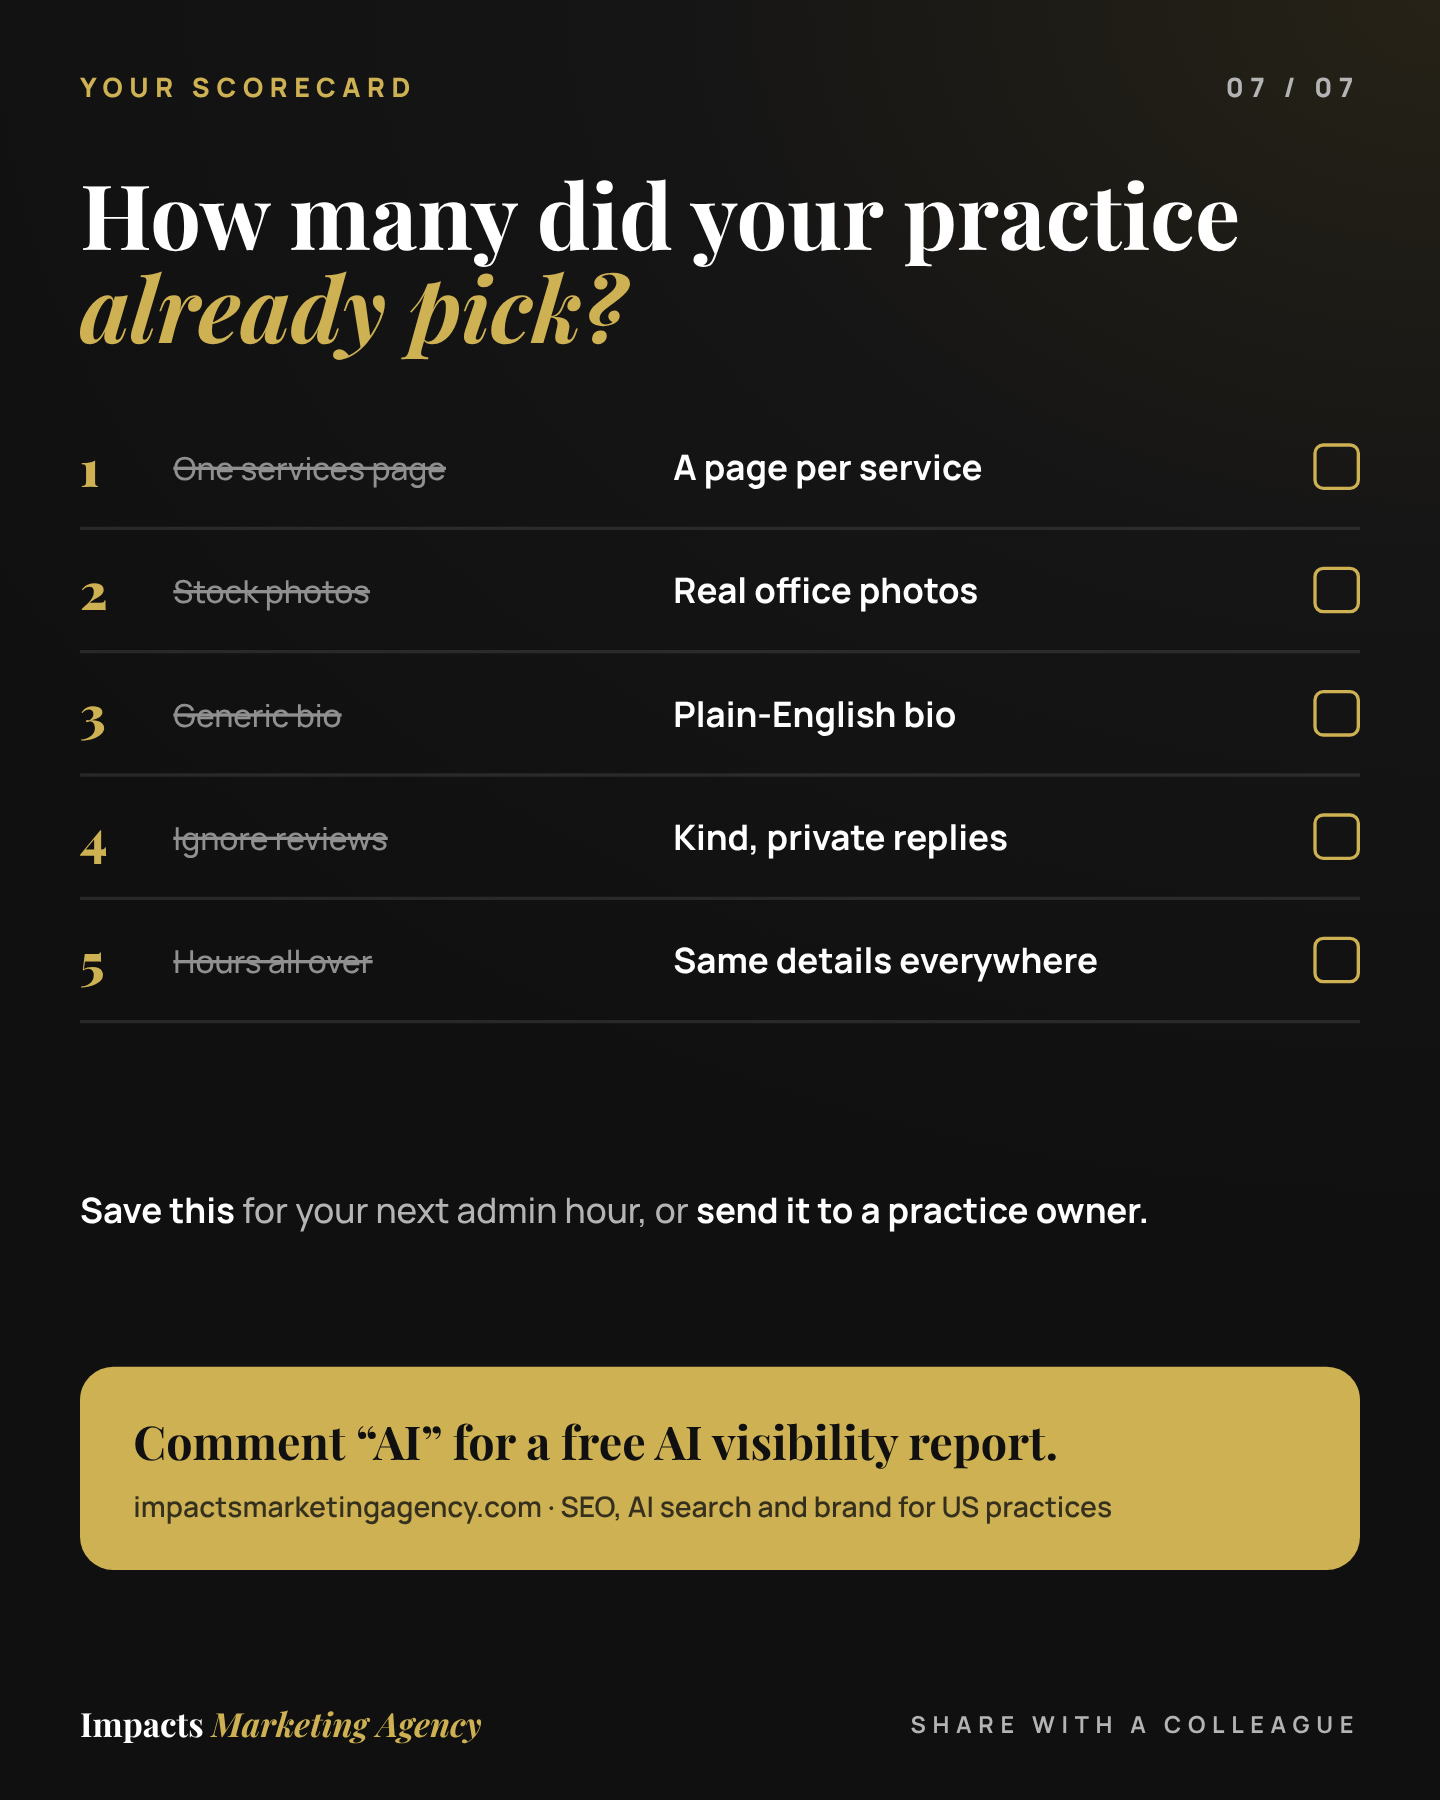 YOUR SCORECARD
07 / 07
How many did your practice
already pick?
1 One services page A page per service
2 Stock photos Real office photos
3 Generic bio Plain-English bio
4 Ignore reviews Kind, private replies
5 Hours all over Same details everywhere
Save this for your next admin hour, or send it to a practice owner.
Comment “AI” for a free AI visibility report.
impactsmarketingagency.com · SEO, AI search and brand for US practices
Impacts Marketing Agency
SHARE WITH A COLLEAGUE